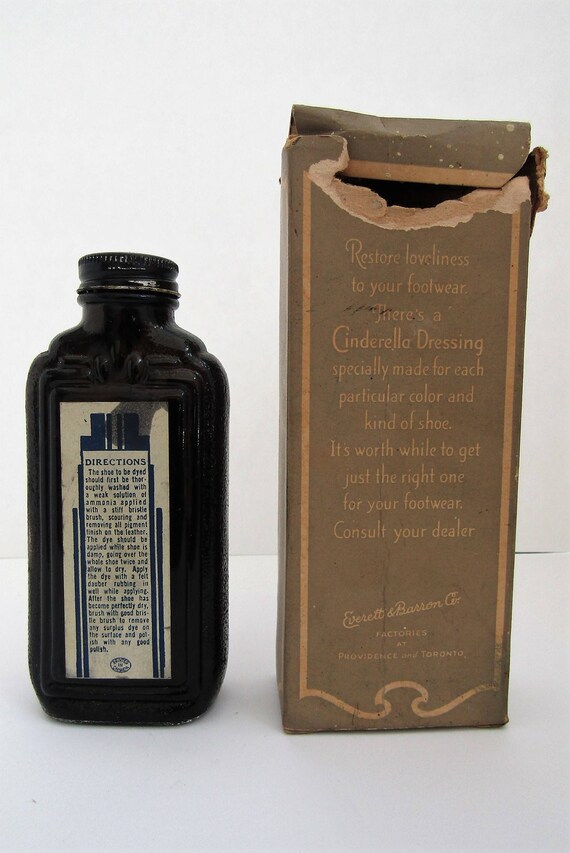 DIRECTIONS
The shoe to be dyed
should first be thor-
oughly washed with
a weak solution of
ammonia applied
with a stiff bristle
brush, scouring and
removing all pigment
finish on the leather.
The dye should be
applied while shoe is
damp, going over the
whole shoe twice and
allow to dry. Apply
the dye with a felt
dauber rubbing in
well while applying.
After the shoe has
become perfectly dry,
brush with good bris-
tle brush to remove
any surplus dye on
the surface and pol-
ish with any good
polish.
Restore loveliness
to your footwear.
There's a
Cinderella Dressing
specially made for each
particular color and
kind of shoe.
It's worth while to get
just the right one
for your footwear.
Consult your dealer
Everett & Barron Co.
FACTORIES
AT
PROVIDENCE and TORONTO